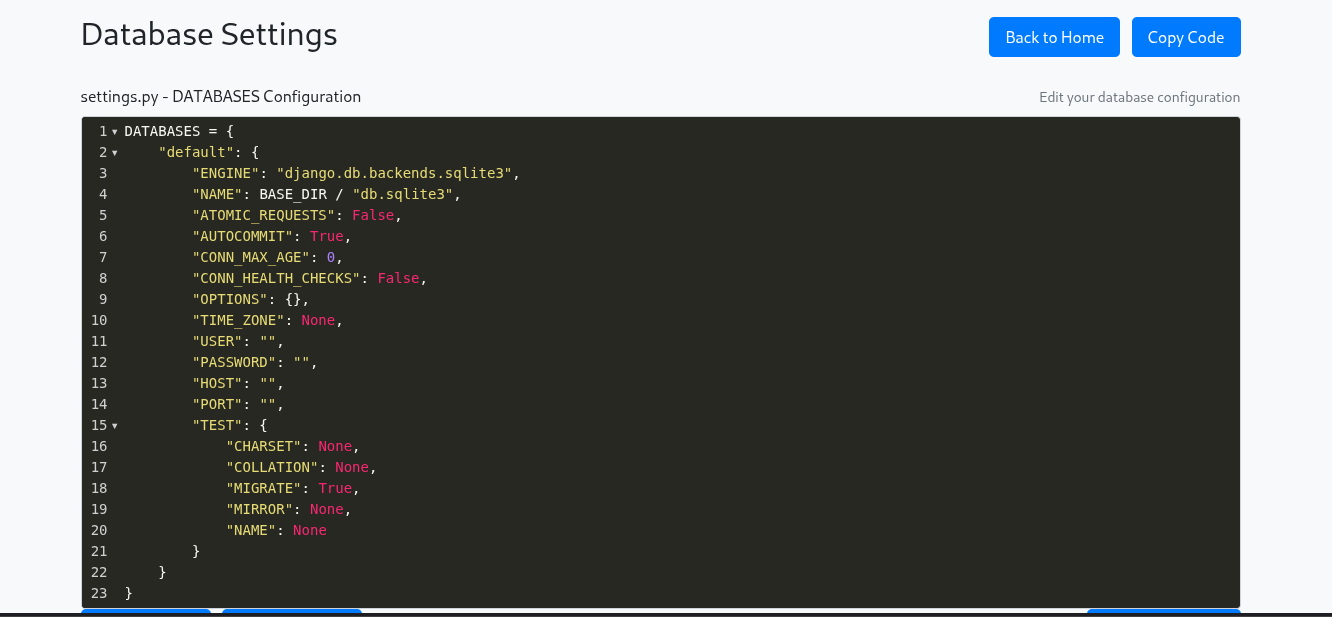 Database Settings
Back to Home
Copy Code
settings.py - DATABASES Configuration
Edit your database configuration
1 DATABASES = {
2     "default": {
3         "ENGINE": "django.db.backends.sqlite3",
4         "NAME": BASE_DIR / "db.sqlite3",
5         "ATOMIC_REQUESTS": False,
6         "AUTOCOMMIT": True,
7         "CONN_MAX_AGE": 0,
8         "CONN_HEALTH_CHECKS": False,
9         "OPTIONS": {},
10         "TIME_ZONE": None,
11         "USER": "",
12         "PASSWORD": "",
13         "HOST": "",
14         "PORT": "",
15         "TEST": {
16             "CHARSET": None,
17             "COLLATION": None,
18             "MIGRATE": True,
19             "MIRROR": None,
20             "NAME": None
21         }
22     }
23 }